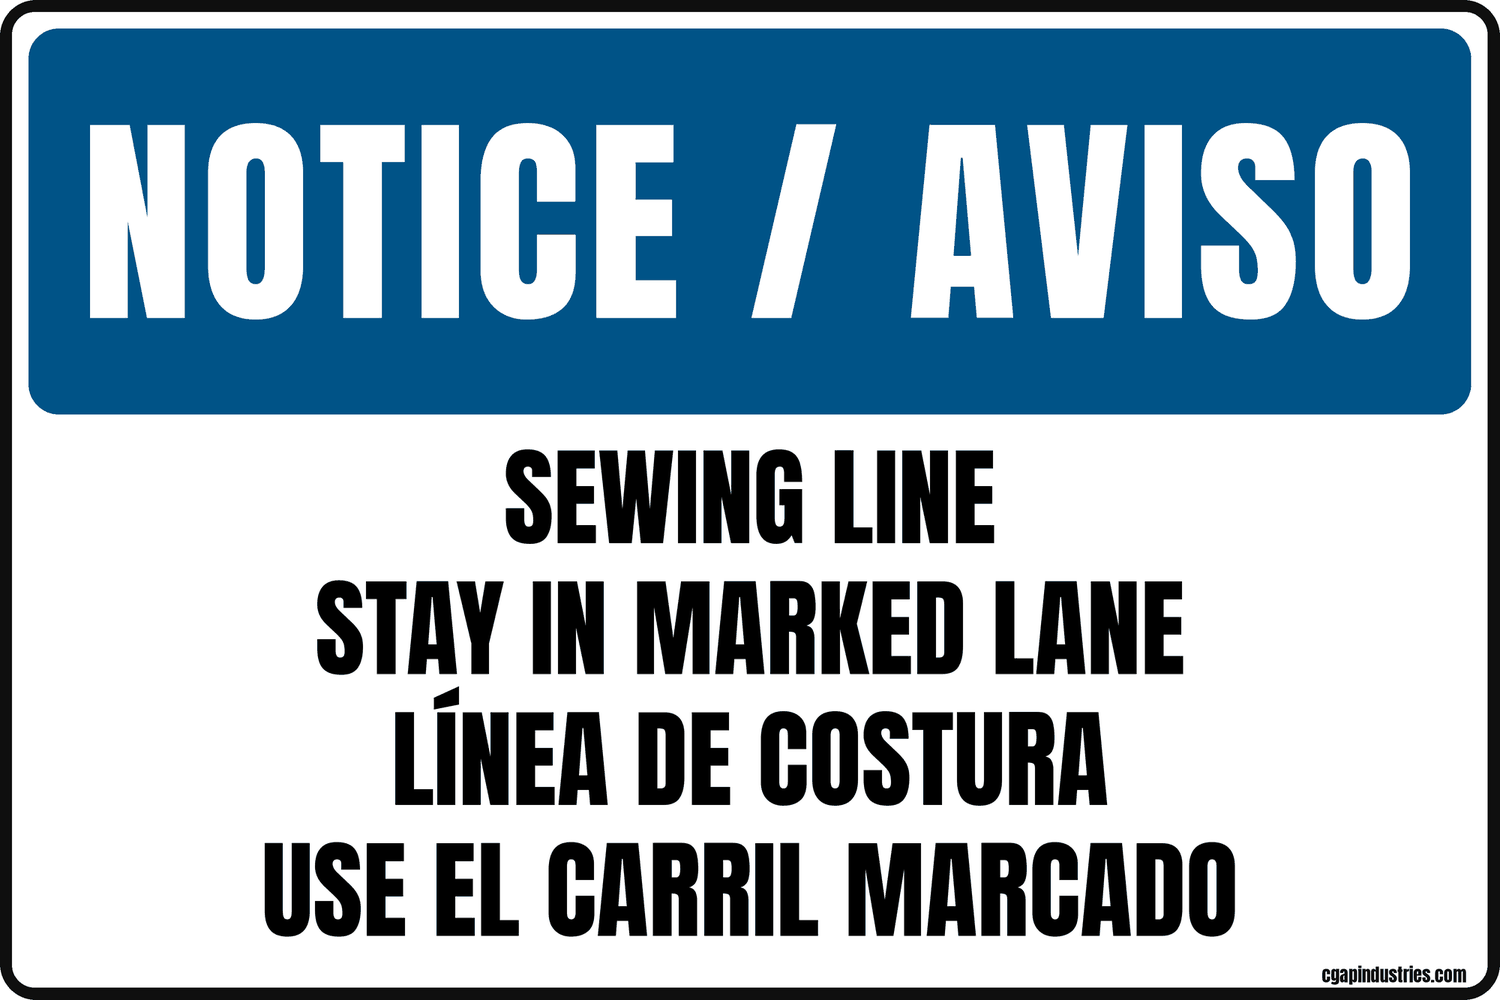 NOTICE / AVISO
SEWING LINE
STAY IN MARKED LANE
LÍNEA DE COSTURA
USE EL CARRIL MARCADO
cgapindustries.com